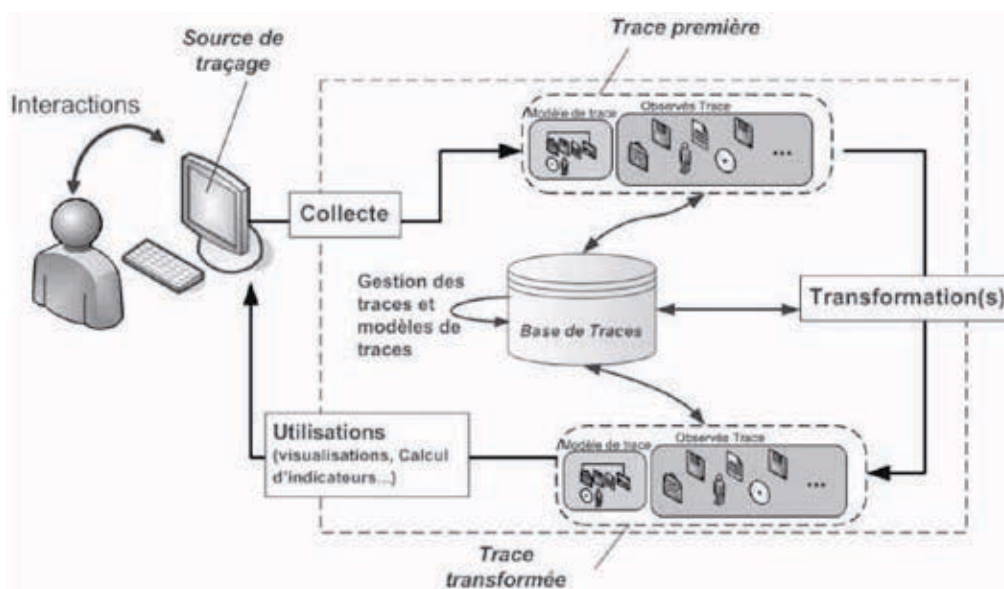 Trace première
Source de
traçage
Interactions
Modèle de trace
Observés Trace
...
Collecte
Gestion des
traces et
modèles de
traces
Base de Traces
Transformation(s)
Utilisations
(visualisations, Calcul
d'indicateurs...)
Modèle de trace
Observés Trace
...
Trace
transformée